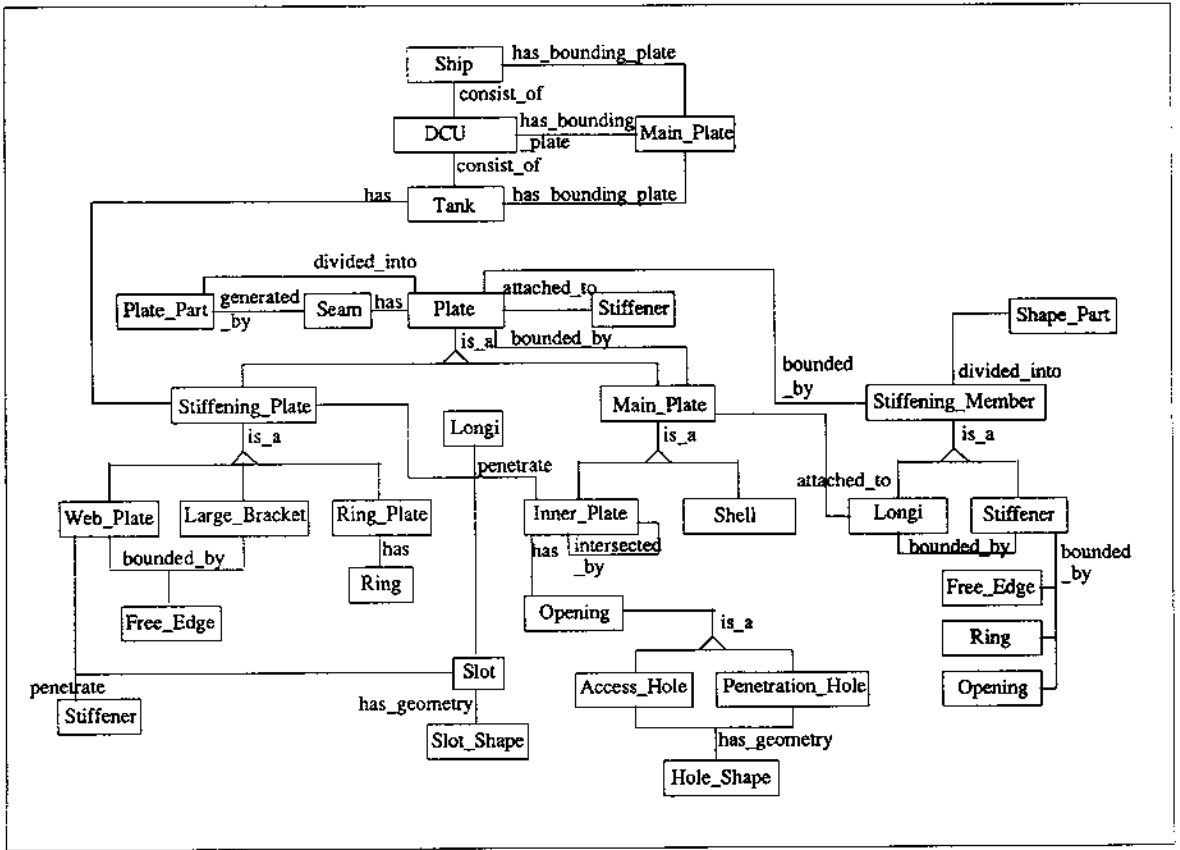 Ship
has_bounding_plate
consist_of
DCU
has_bounding
_plate
Main_Plate
consist_of
has
Tank
has_bounding_plate
divided_into
Plate_Part
generated
_by
Seam
has
Plate
attached_to
Stiffener
Shape_Part
is_a
bounded_by
bounded
_by
divided_into
Stiffening_Plate
Main_Plate
Stiffening_Member
Longi
is_a
is_a
is_a
penetrate
attached_to
Web_Plate
Large_Bracket
Ring_Plate
Inner_Plate
Shell
Longi
Stiffener
bounded_by
has
has
intersected
_by
bounded_by
bounded
_by
Ring
Free_Edge
Free_Edge
Opening
is_a
Ring
Slot
Access_Hole
Penetration_Hole
Opening
penetrate
Stiffener
has_geometry
Slot_Shape
has_geometry
Hole_Shape